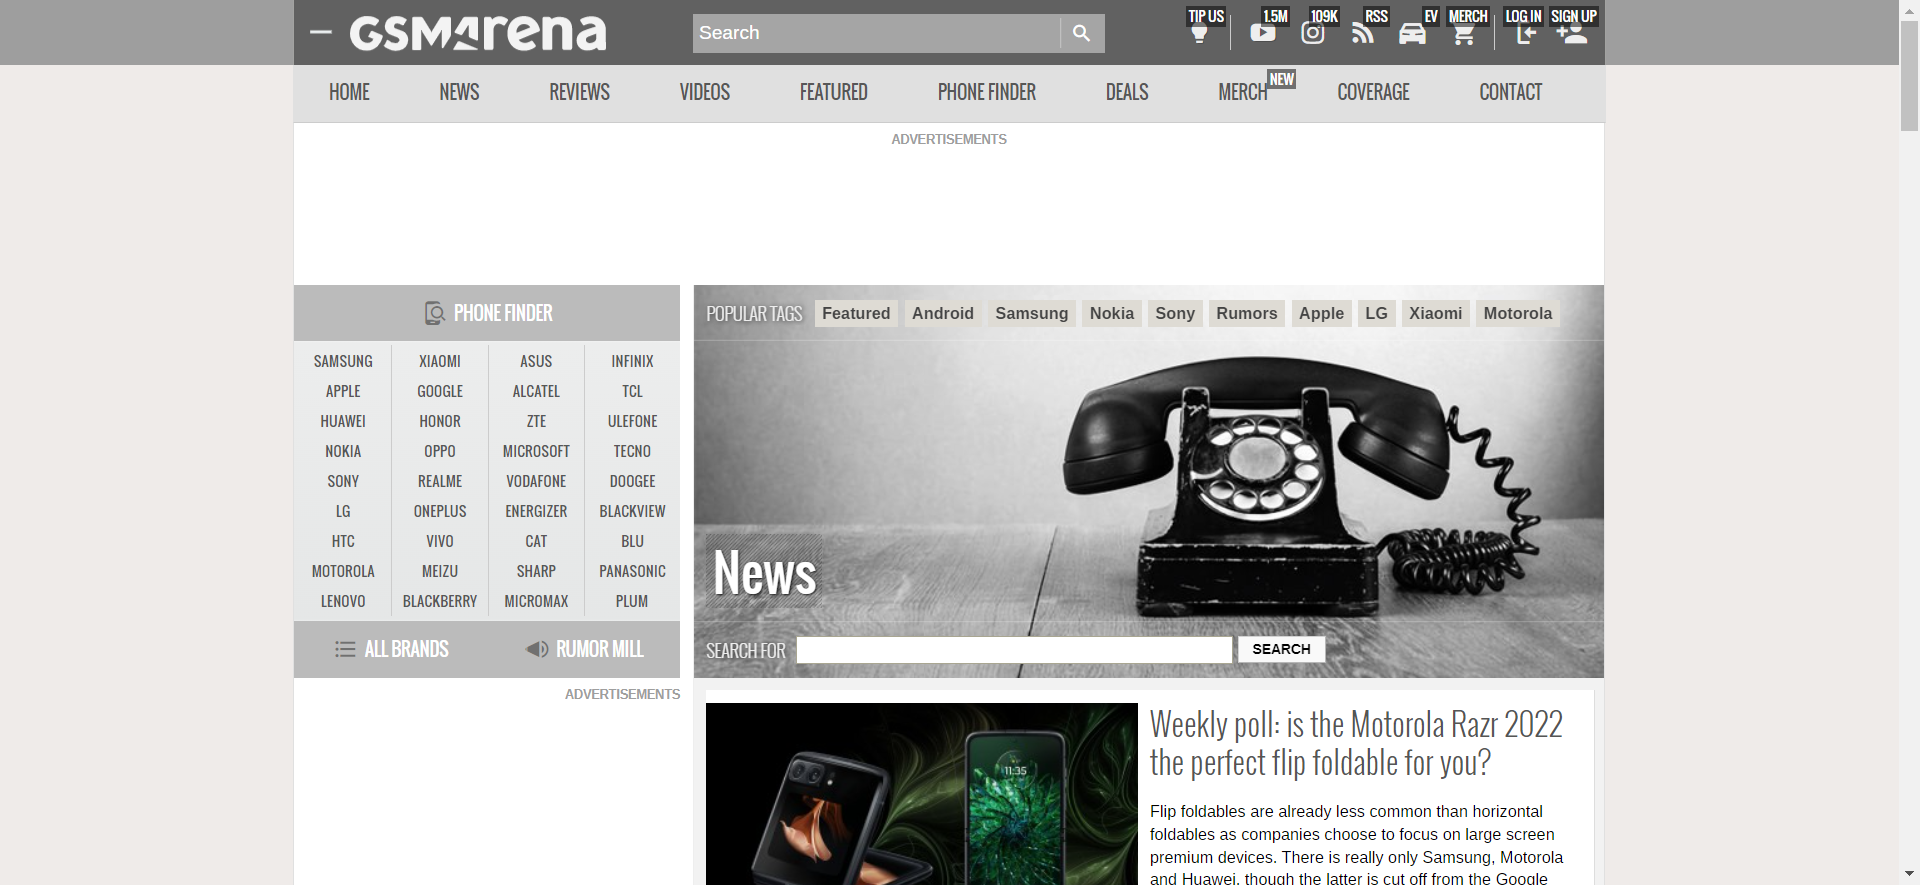 GSMArena
Search
TIP US
1.5M
109K
RSS
EV
MERCH
LOG IN
SIGN UP
HOME NEWS REVIEWS VIDEOS FEATURED PHONE FINDER DEALS MERCH NEW COVERAGE CONTACT
ADVERTISEMENTS
PHONE FINDER
SAMSUNG XIAOMI ASUS INFINIX
APPLE GOOGLE ALCATEL TCL
HUAWEI HONOR ZTE ULEFONE
NOKIA OPPO MICROSOFT TECNO
SONY REALME VODAFONE DOOGEE
LG ONEPLUS ENERGIZER BLACKVIEW
HTC VIVO CAT BLU
MOTOROLA MEIZU SHARP PANASONIC
LENOVO BLACKBERRY MICROMAX PLUM
ALL BRANDS RUMOR MILL
ADVERTISEMENTS
POPULAR TAGS Featured Android Samsung Nokia Sony Rumors Apple LG Xiaomi Motorola
News
SEARCH FOR SEARCH
11:35
Weekly poll: is the Motorola Razr 2022
the perfect flip foldable for you?
Flip foldables are already less common than horizontal
foldables as companies choose to focus on large screen
premium devices. There is really only Samsung, Motorola
and Huawei, though the latter is cut off from the Google